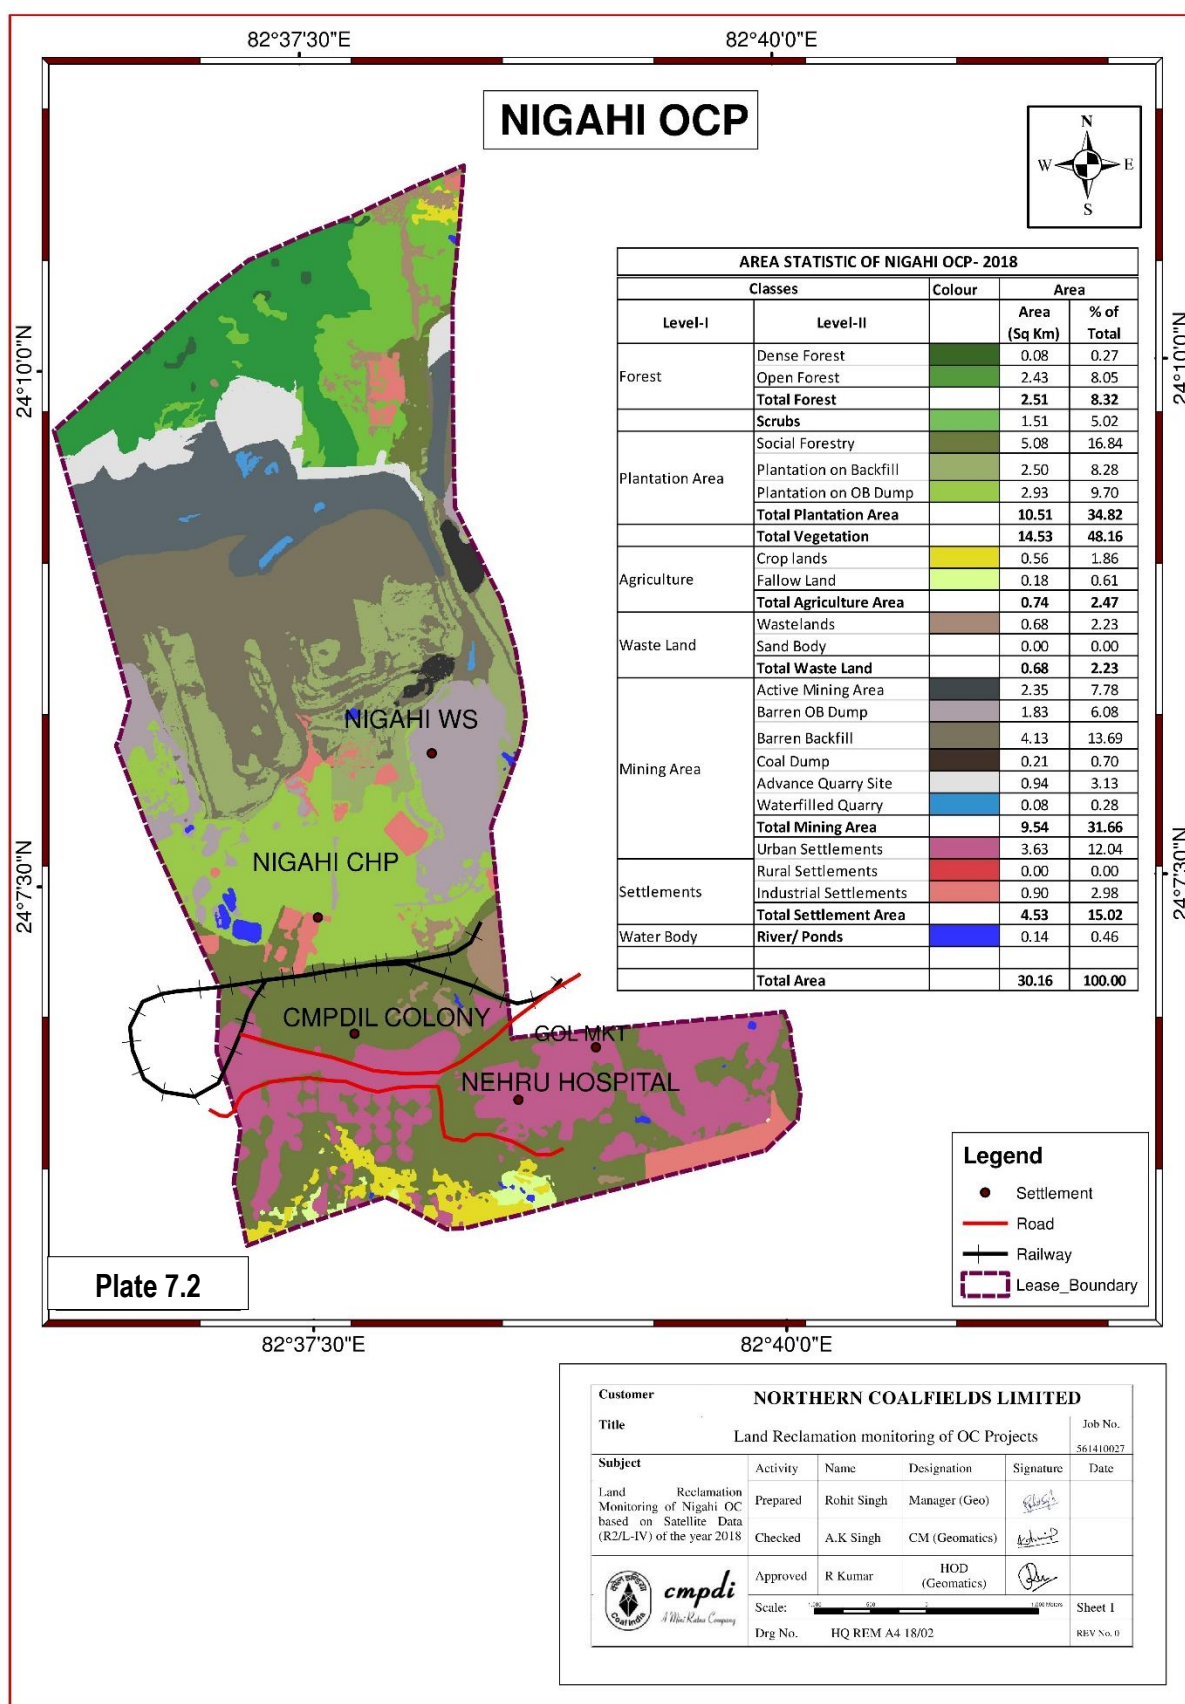 82°37'30"E 82°40'0"E
NIGAHI OCP
N
W E
S
24°10'0"N 24°10'0"N
AREA STATISTIC OF NIGAHI OCP- 2018
Classes Colour Area
Level-I Level-II Area (Sq Km) % of Total
Forest
Dense Forest 0.08 0.27
Open Forest 2.43 8.05
Total Forest 2.51 8.32
Scrubs 1.51 5.02
Plantation Area
Social Forestry 5.08 16.84
Plantation on Backfill 2.50 8.28
Plantation on OB Dump 2.93 9.70
Total Plantation Area 10.51 34.82
Total Vegetation 14.53 48.16
Agriculture
Crop lands 0.56 1.86
Fallow Land 0.18 0.61
Total Agriculture Area 0.74 2.47
Waste Land
Wastelands 0.68 2.23
Sand Body 0.00 0.00
Total Waste Land 0.68 2.23
Mining Area
Active Mining Area 2.35 7.78
Barren OB Dump 1.83 6.08
Barren Backfill 4.13 13.69
Coal Dump 0.21 0.70
Advance Quarry Site 0.94 3.13
Waterfilled Quarry 0.08 0.28
Total Mining Area 9.54 31.66
Settlements
Urban Settlements 3.63 12.04
Rural Settlements 0.00 0.00
Industrial Settlements 0.90 2.98
Total Settlement Area 4.53 15.02
Water Body River/ Ponds 0.14 0.46
Total Area 30.16 100.00
NIGAHI WS
NIGAHI CHP
24°7'30"N 24°7'30"N
CMPDIL COLONY
GOL MKT
NEHRU HOSPITAL
Legend
Settlement
Road
Railway
Lease_Boundary
Plate 7.2
82°37'30"E 82°40'0"E
Customer NORTHERN COALFIELDS LIMITED
Title Land Reclamation monitoring of OC Projects Job No. 561410027
Subject Activity Name Designation Signature Date
Land Reclamation
Monitoring of Nigahi OC
based on Satellite Data
(R2/L-IV) of the year 2018
Prepared Rohit Singh Manager (Geo)
Checked A.K Singh CM (Geomatics)
Approved R Kumar HOD (Geomatics)
Coal India
cmpdi
A Mini Ratna Company
Scale: Sheet 1
Drg No. HQ REM A4 18/02 REV No. 0